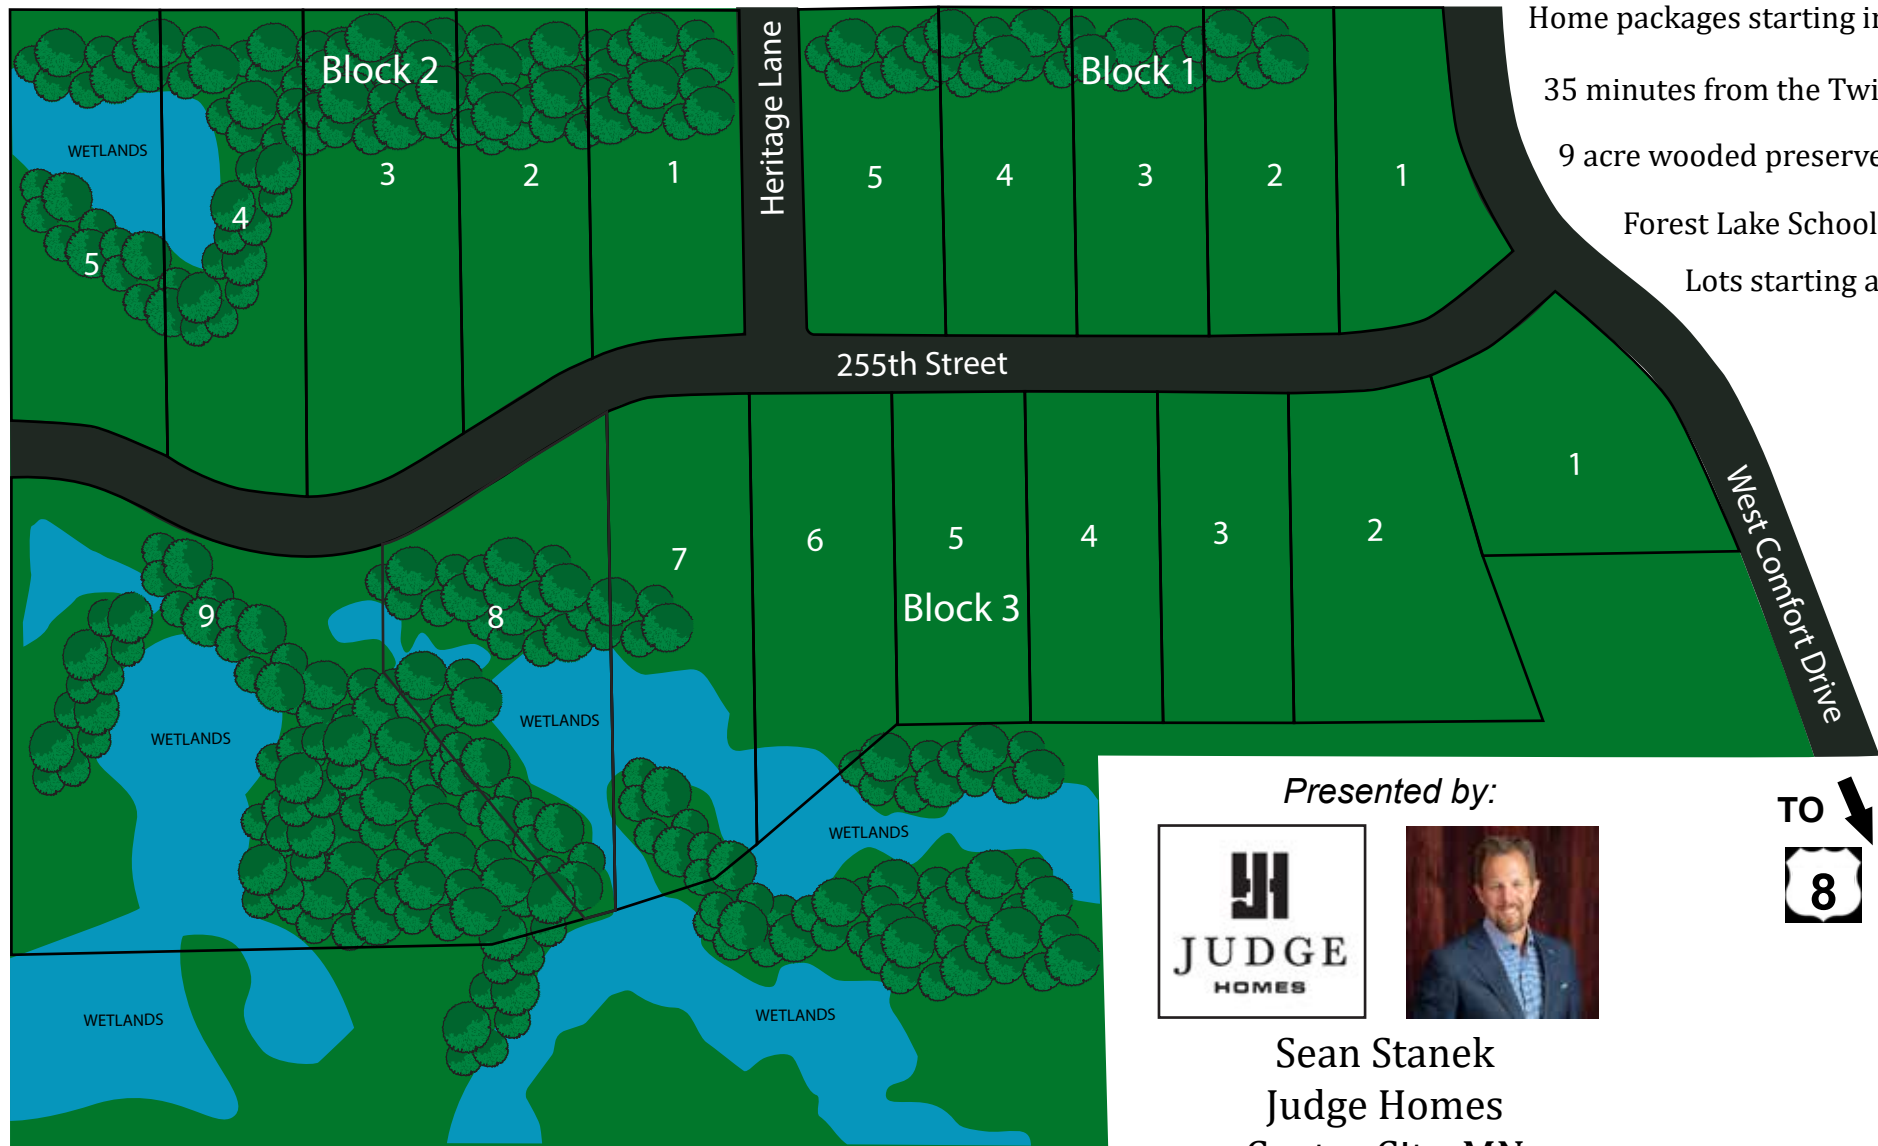 Home packages starting in
35 minutes from the Twi
9 acre wooded preserve
Forest Lake School
Lots starting a
Block 2
Block 1
Heritage Lane
WETLANDS
5
4
3
2
1
5
4
3
2
1
255th Street
West Comfort Drive
1
2
3
4
5
Block 3
6
7
8
9
WETLANDS
WETLANDS
WETLANDS
WETLANDS
WETLANDS
Presented by:
JH
JUDGE
HOMES
TO
8
Sean Stanek
Judge Homes